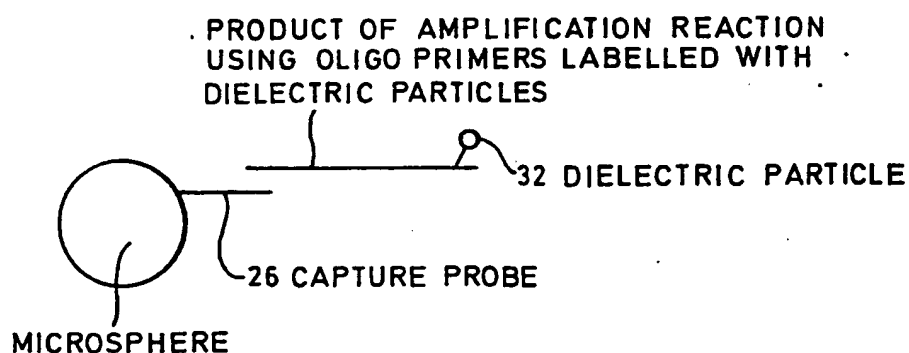 PRODUCT OF AMPLIFICATION REACTION
USING OLIGO PRIMERS LABELLED WITH
DIELECTRIC PARTICLES
32 DIELECTRIC PARTICLE
26 CAPTURE PROBE
MICROSPHERE